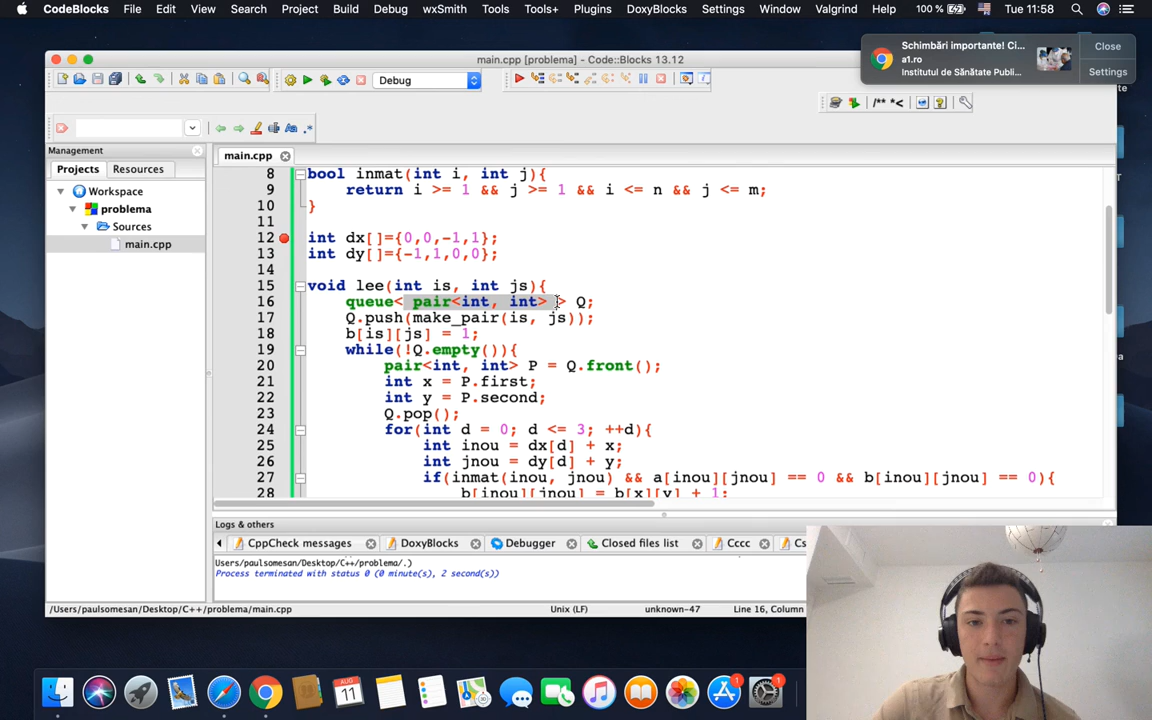 CodeBlocks File Edit View Search Project Build Debug wxSmith Tools Tools+ Plugins DoxyBlocks Settings Window Valgrind Help 100 % Tue 11:58
Schimbări importante! Ci...
a1.ro
Institutul de Sănătate Publi...
Close
Settings
main.cpp [problema] - Code::Blocks 13.12
Debug
/** *<
Management
Projects Resources
Workspace
problema
Sources
main.cpp
main.cpp
8 bool inmat(int i, int j){
9 return i >= 1 && j >= 1 && i <= n && j <= m;
10 }
11
12 int dx[]={0,0,-1,1};
13 int dy[]={-1,1,0,0};
14
15 void lee(int is, int js){
16 queue< pair<int, int> > Q;
17 Q.push(make_pair(is, js));
18 b[is][js] = 1;
19 while(!Q.empty()){
20 pair<int, int> P = Q.front();
21 int x = P.first;
22 int y = P.second;
23 Q.pop();
24 for(int d = 0; d <= 3; ++d){
25 int inou = dx[d] + x;
26 int jnou = dy[d] + y;
27 if(inmat(inou, jnou) && a[inou][jnou] == 0 && b[inou][jnou] == 0){
28 b[inou][jnou] = b[x][y] + 1;
Logs & others
CppCheck messages DoxyBlocks Debugger Closed files list Cccc Cs
Users/paulsomesan/Desktop/C++/problema/.)
Process terminated with status 0 (0 minute(s), 2 second(s))
/Users/paulsomesan/Desktop/C++/problema/main.cpp Unix (LF) unknown-47 Line 16, Column
AUG
11
1
1